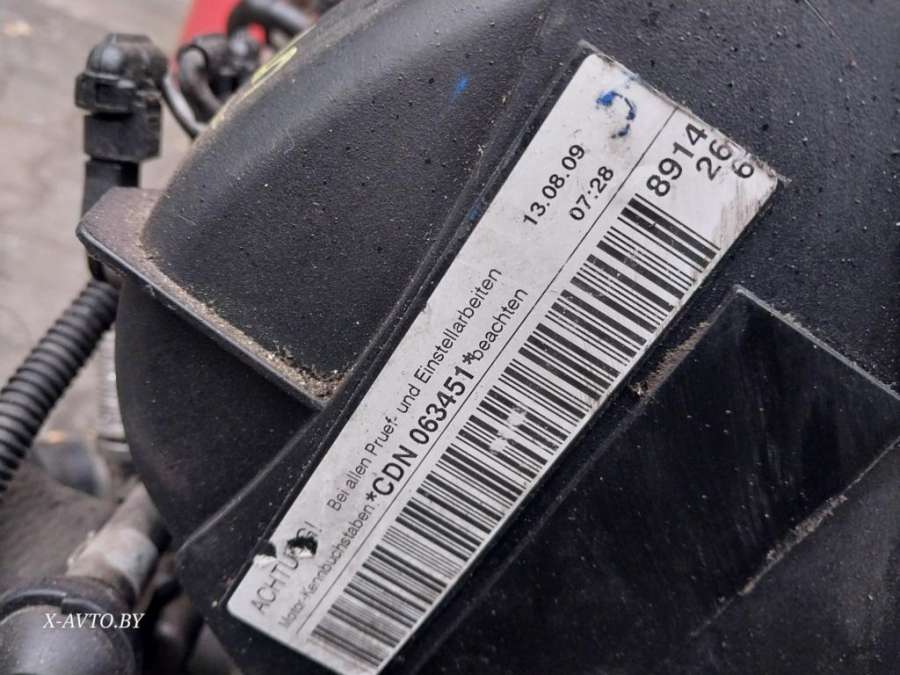 ACHTUNG! Bei allen Pruef- und Einstellarbeiten
Motor-Kennbuchstaben *CDN 063451* beachten
13.08.09
07:28
8914
26
6
X-AVTO.BY